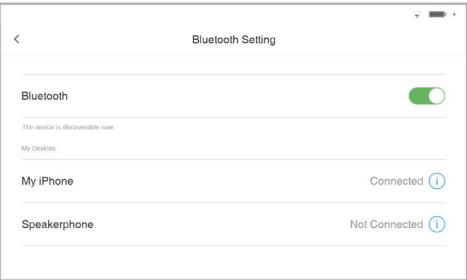 Bluetooth Setting
Bluetooth
The device is discoverable now.
My Devices
My iPhone Connected
Speakerphone Not Connected